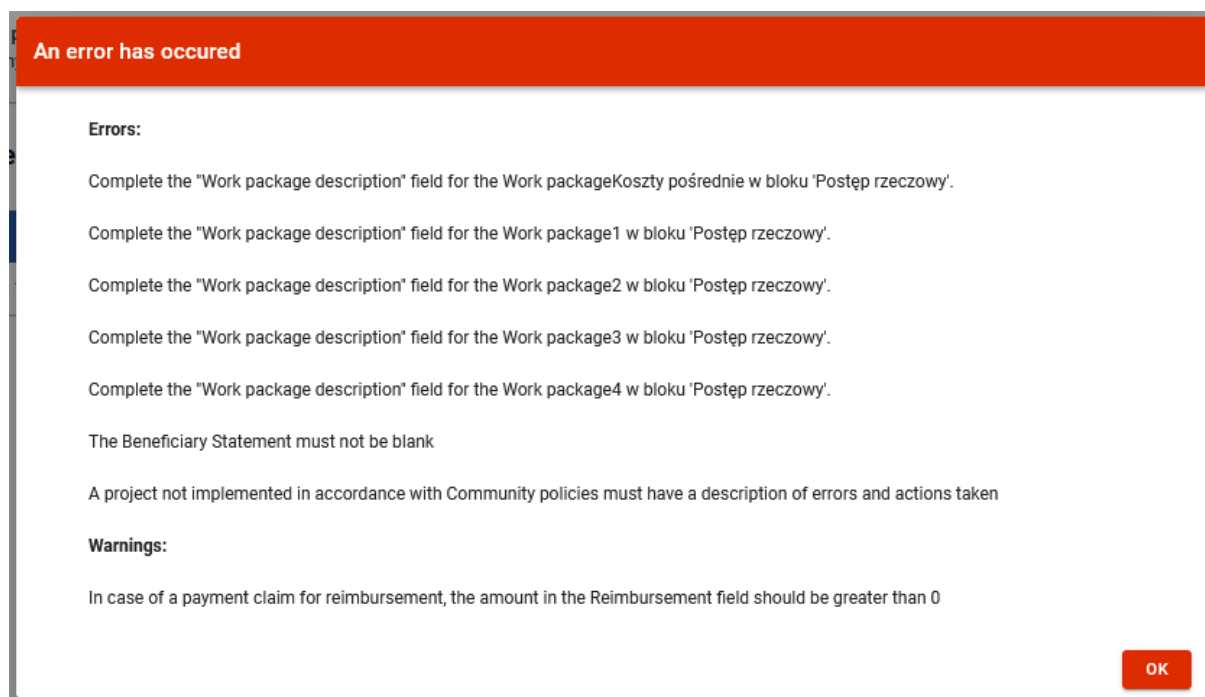 An error has occured
Errors:
Complete the "Work package description" field for the Work packageKoszty pośrednie w bloku 'Postęp rzeczowy'.
Complete the "Work package description" field for the Work package1 w bloku 'Postęp rzeczowy'.
Complete the "Work package description" field for the Work package2 w bloku 'Postęp rzeczowy'.
Complete the "Work package description" field for the Work package3 w bloku 'Postęp rzeczowy'.
Complete the "Work package description" field for the Work package4 w bloku 'Postęp rzeczowy'.
The Beneficiary Statement must not be blank
A project not implemented in accordance with Community policies must have a description of errors and actions taken
Warnings:
In case of a payment claim for reimbursement, the amount in the Reimbursement field should be greater than 0
OK